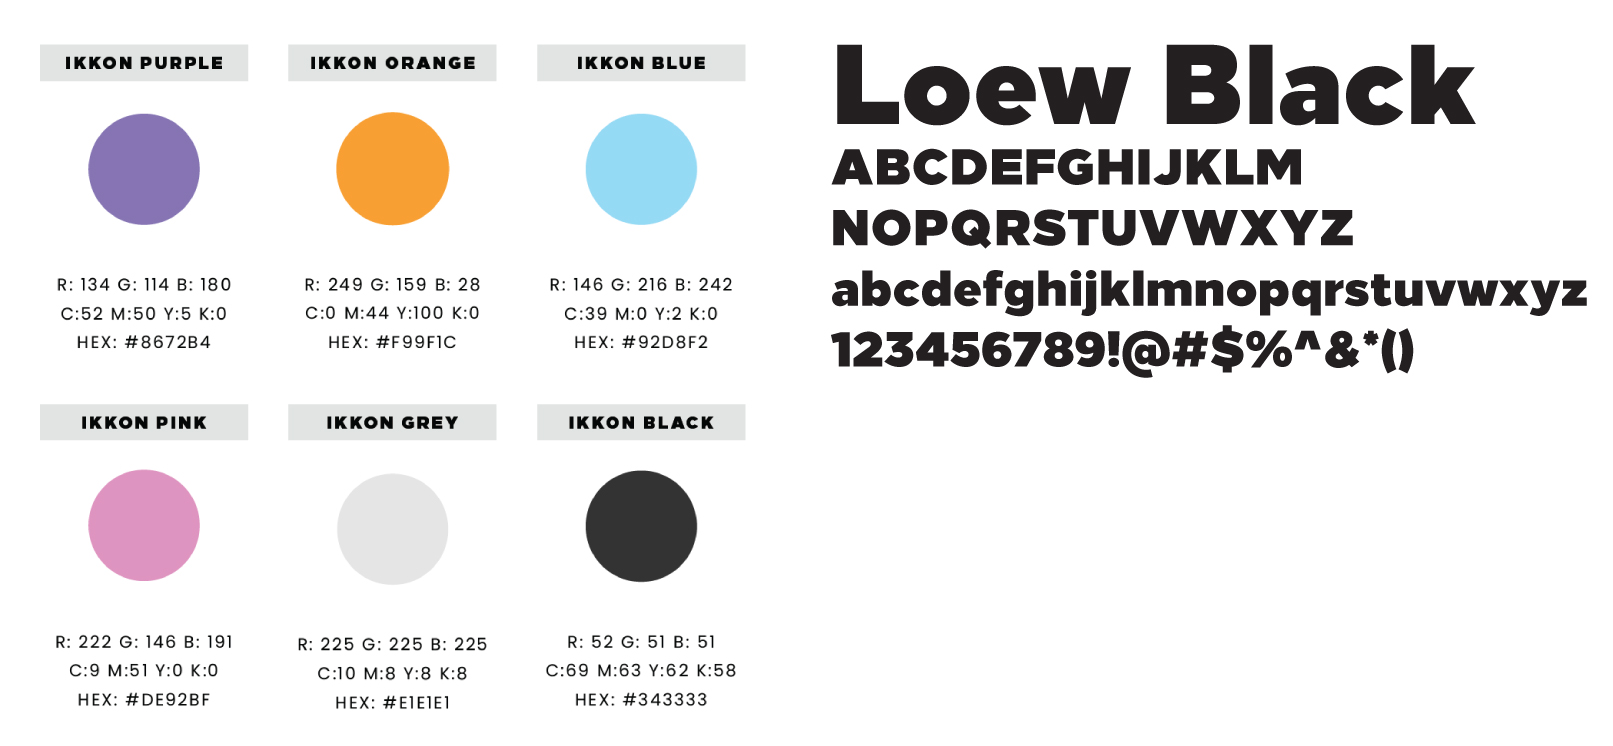 IKKON PURPLE
R: 134 G: 114 B: 180
C:52 M:50 Y:5 K:0
HEX: #8672B4
IKKON ORANGE
R: 249 G: 159 B: 28
C:0 M:44 Y:100 K:0
HEX: #F99F1C
IKKON BLUE
R: 146 G: 216 B: 242
C:39 M:0 Y:2 K:0
HEX: #92D8F2
IKKON PINK
R: 222 G: 146 B: 191
C:9 M:51 Y:0 K:0
HEX: #DE92BF
IKKON GREY
R: 225 G: 225 B: 225
C:10 M:8 Y:8 K:8
HEX: #E1E1E1
IKKON BLACK
R: 52 G: 51 B: 51
C:69 M:63 Y:62 K:58
HEX: #343333
Loew Black
ABCDEFGHIJKLM
NOPQRSTUVWXYZ
abcdefghijklmnopqrstuvwxyz
123456789!@#$%^&*()